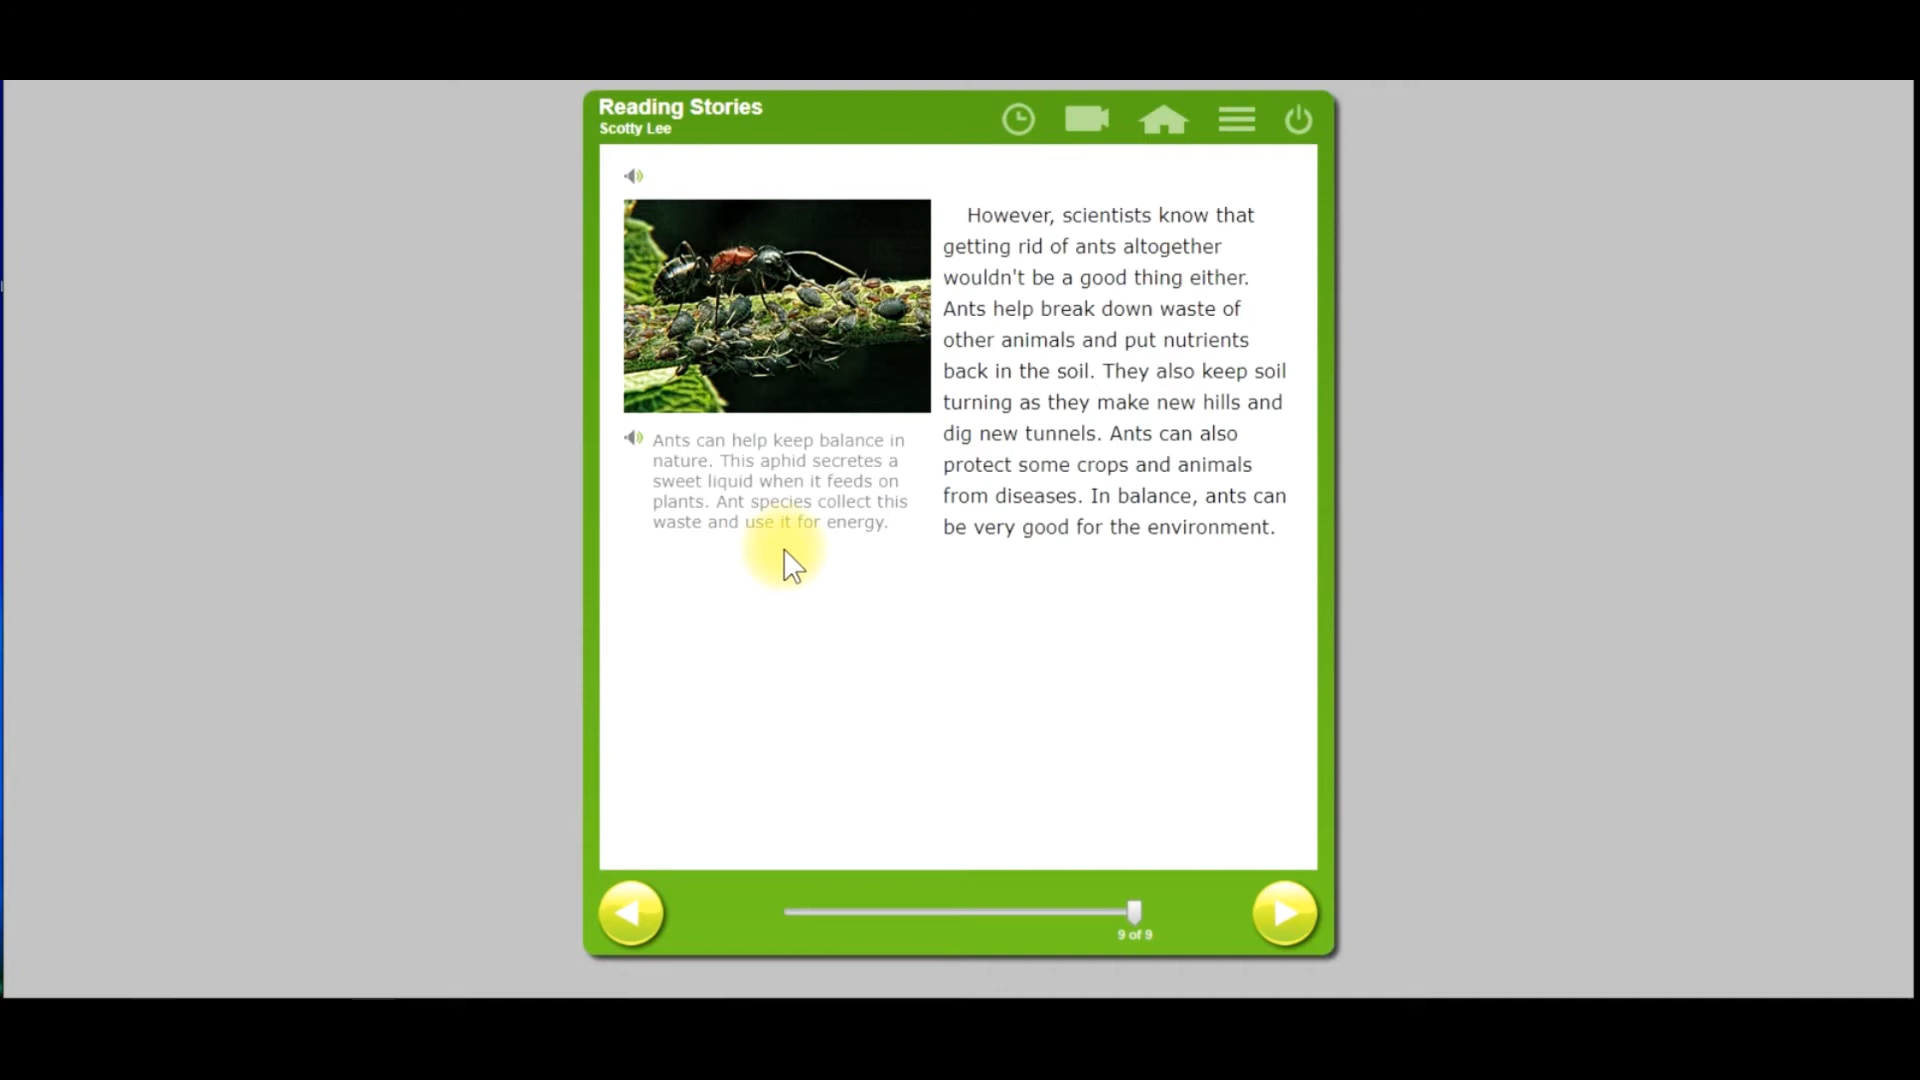 Reading Stories
Scotty Lee
However, scientists know that
getting rid of ants altogether
wouldn't be a good thing either.
Ants help break down waste of
other animals and put nutrients
back in the soil. They also keep soil
turning as they make new hills and
dig new tunnels. Ants can also
protect some crops and animals
from diseases. In balance, ants can
be very good for the environment.
Ants can help keep balance in
nature. This aphid secretes a
sweet liquid when it feeds on
plants. Ant species collect this
waste and use it for energy.
9 of 9